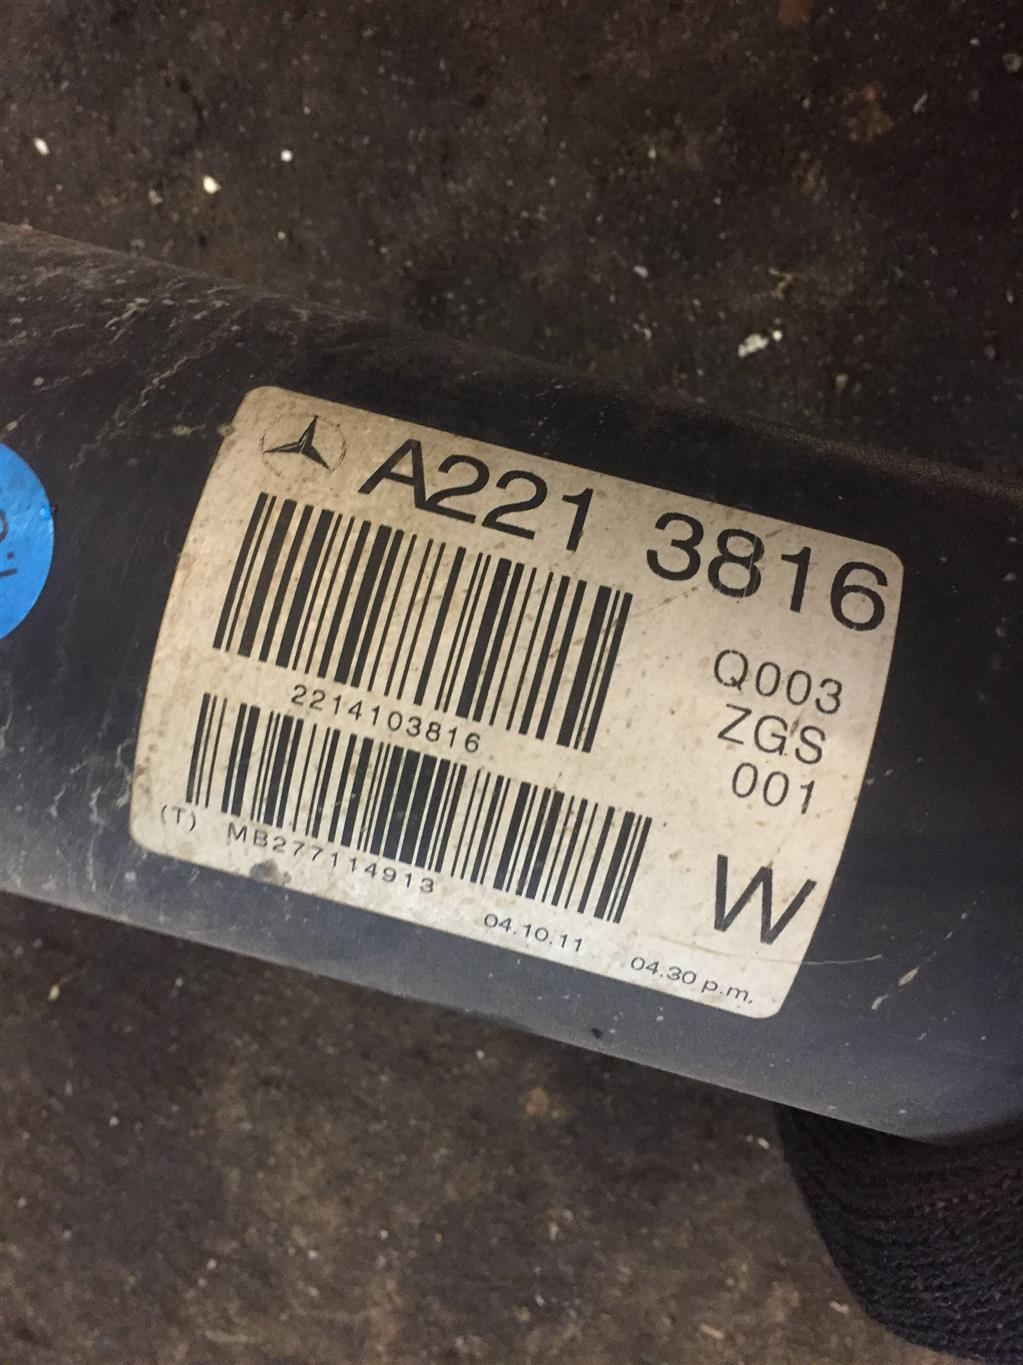 A221 3816
Q003
ZGS
001
2214103816
(T) MB277114913
W
04.10.11 04.30 p.m.